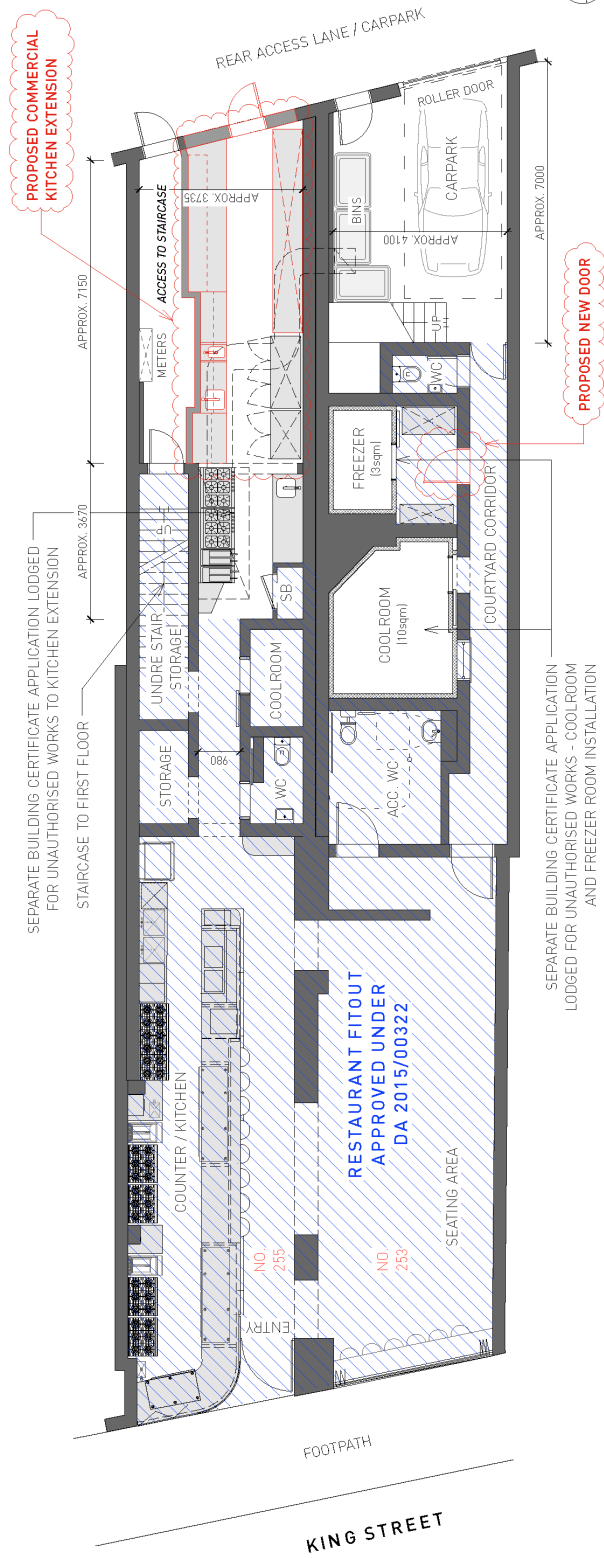 REAR ACCESS LANE / CARPARK
PROPOSED COMMERCIAL
KITCHEN EXTENSION
ROLLER DOOR
CARPARK
BINS
APPROX. 3735
APPROX. 4100
APPROX. 7000
ACCESS TO STAIRCASE
APPROX. 7150
METERS
UP
WC
PROPOSED NEW DOOR
FREEZER
(3sqm)
APPROX. 3670
UP
UNDRE STAIR
STORAGE
SB
COOLROOM
COOLROOM
(10sqm)
COURTYARD CORRIDOR
SEPARATE BUILDING CERTIFICATE APPLICATION LODGED
FOR UNAUTHORISED WORKS TO KITCHEN EXTENSION
STAIRCASE TO FIRST FLOOR
STORAGE
980
WC
ACC. WC
SEPARATE BUILDING CERTIFICATE APPLICATION
LODGED FOR UNAUTHORISED WORKS - COOLROOM
AND FREEZER ROOM INSTALLATION
COUNTER / KITCHEN
RESTAURANT FITOUT
APPROVED UNDER
DA 2015/00322
SEATING AREA
NO.
255
NO.
253
ENTRY
FOOTPATH
KING STREET